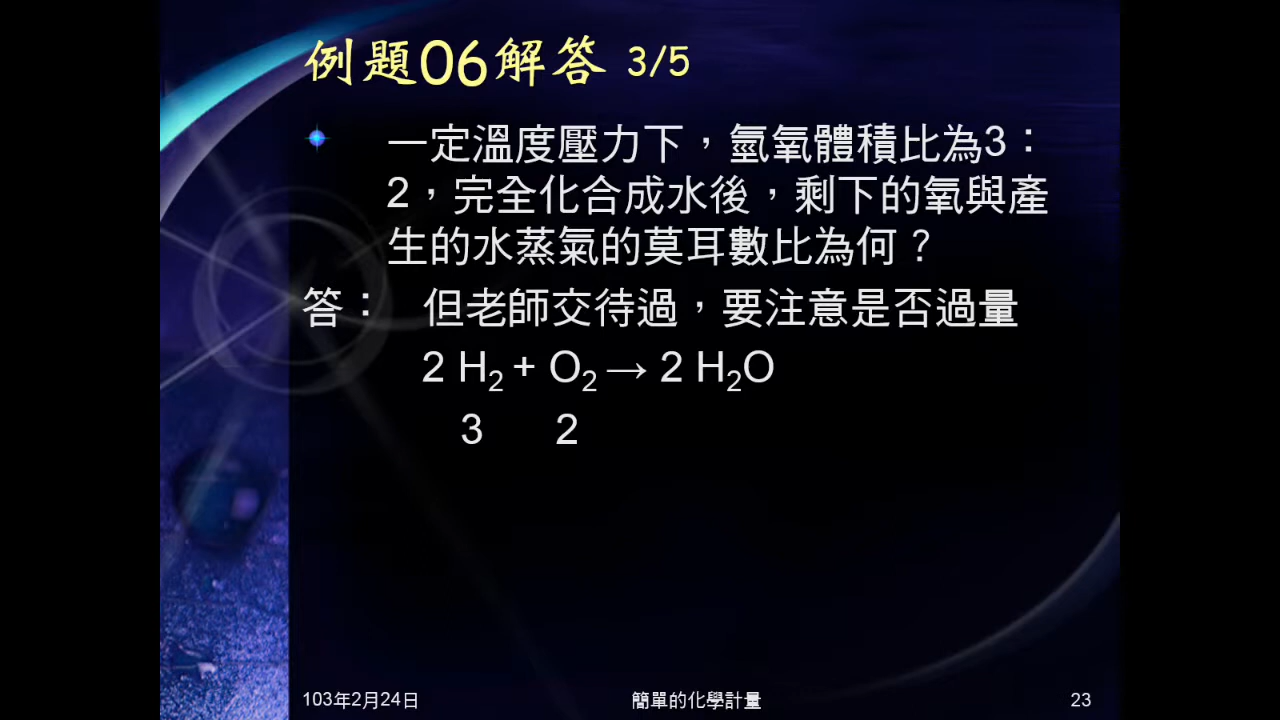 例題06解答 3/5
一定溫度壓力下，氫氧體積比為3：
2，完全化合成水後，剩下的氧與產
生的水蒸氣的莫耳數比為何？
答： 但老師交待過，要注意是否過量
2 H₂ + O₂ → 2 H₂O
3 2
103年2月24日 簡單的化學計量 23